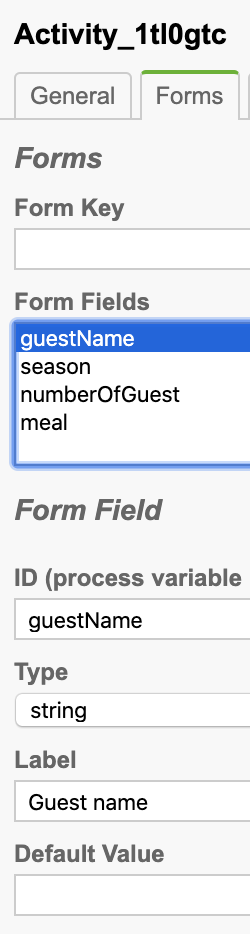 Activity_1tl0gtc
General
Forms
Forms
Form Key
Form Fields
guestName
season
numberOfGuest
meal
Form Field
ID (process variable
guestName
Type
string
Label
Guest name
Default Value